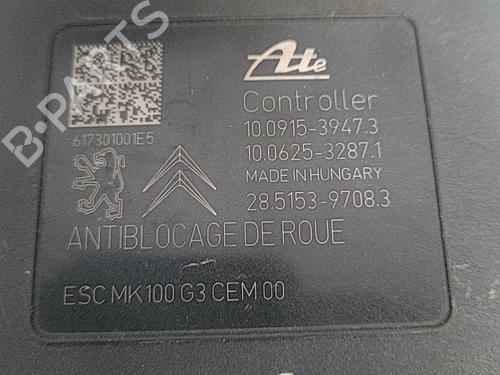 Ate
Controller
617301001E5
10.0915-3947.3
10.0625-3287.1
MADE IN HUNGARY
28.5153-9708.3
ANTIBLOCAGE DE ROUE
ESC MK100 G3 CEM 00
B-PARTS